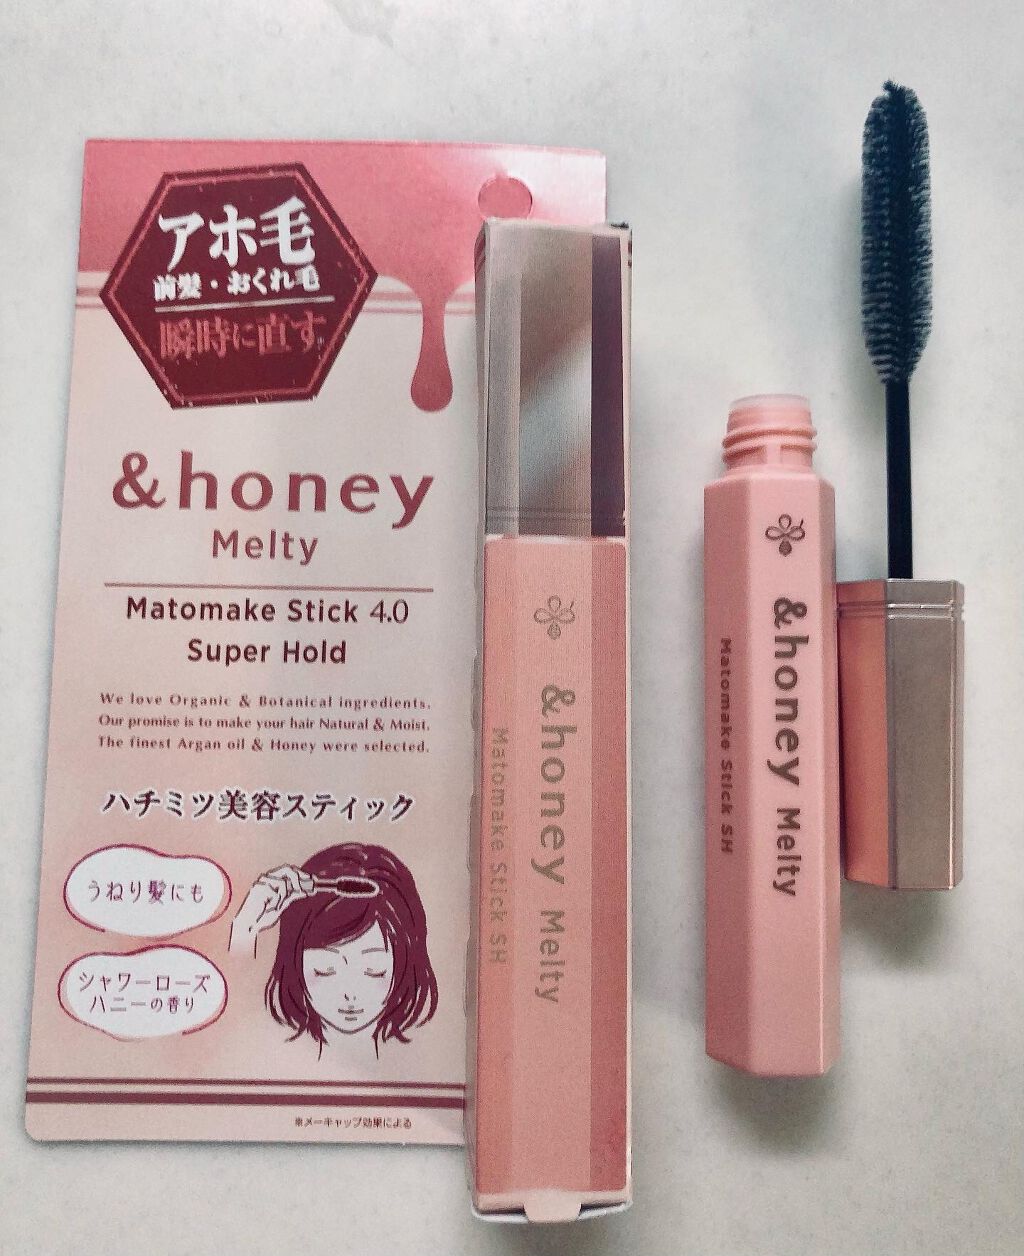 アホ毛
前髪・おくれ毛
瞬時に直す
&honey
Melty
Matomake Stick 4.0
Super Hold
We love Organic & Botanical ingredients.
Our promise is to make your hair Natural & Moist.
The finest Argan oil & Honey were selected.
ハチミツ美容スティック
うねり髪にも
シャワーローズ
ハニーの香り
※メーキャップ効果による
&honey Melty
Matomake Stick SH
&honey Melty
Matomake Stick SH